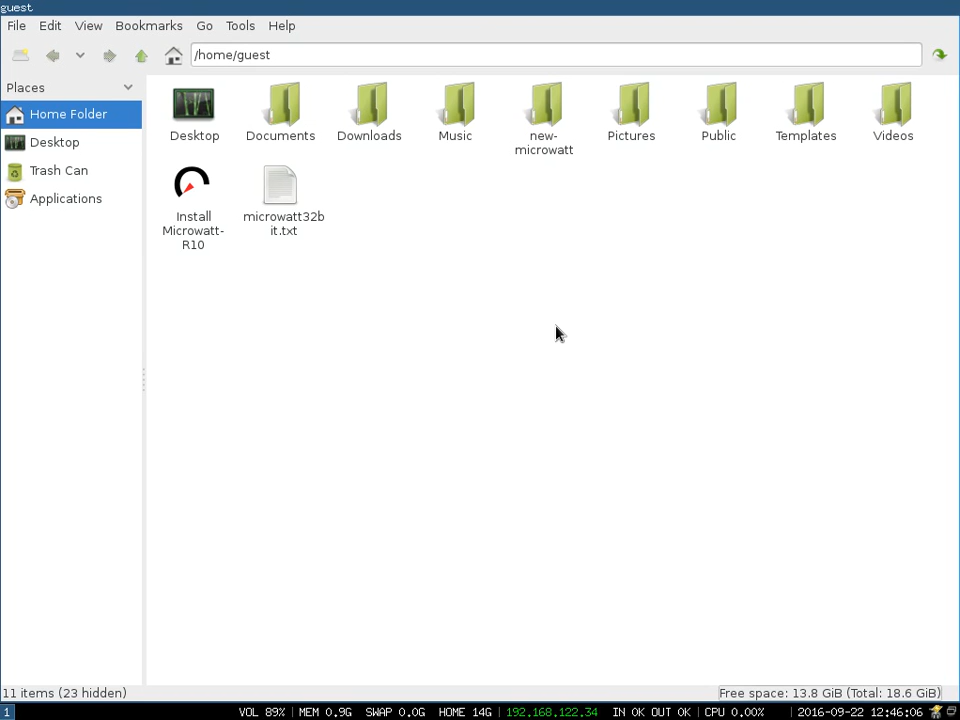 guest
File Edit View Bookmarks Go Tools Help
/home/guest
Places
Home Folder
Desktop
Trash Can
Applications
Desktop Documents Downloads Music new-microwatt Pictures Public Templates Videos
Install Microwatt-R10
microwatt32bit.txt
11 items (23 hidden)
Free space: 13.8 GiB (Total: 18.6 GiB)
1
VOL 89% | MEM 0.9G SWAP 0.0G HOME 14G | 192.168.122.34 IN OK OUT OK | CPU 0.00% | 2016-09-22 12:46:06